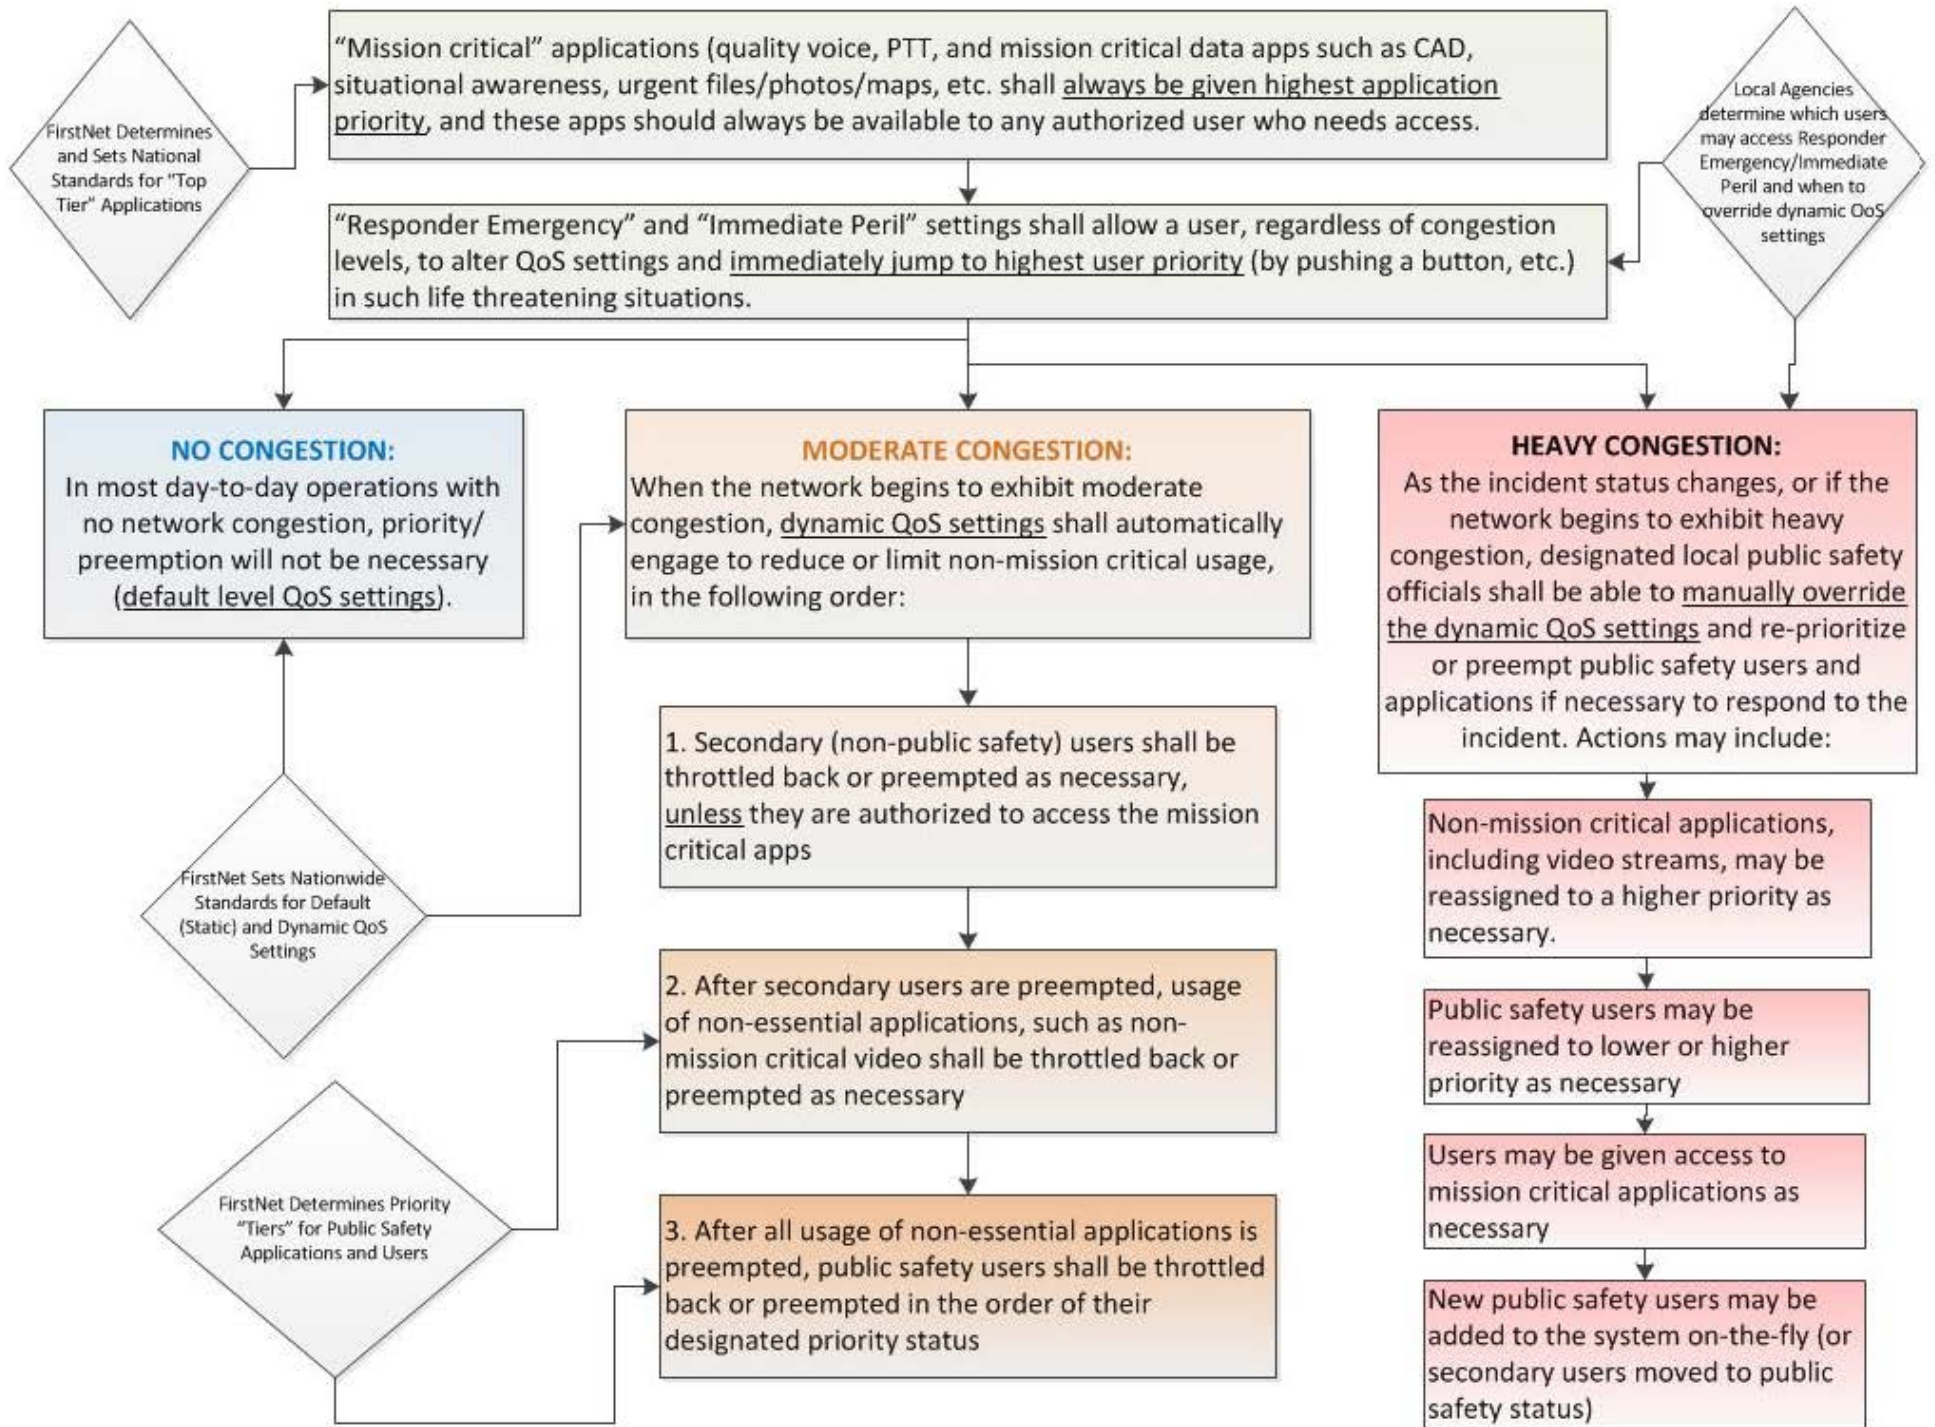 FirstNet Determines
and Sets National
Standards for "Top
Tier" Applications
“Mission critical” applications (quality voice, PTT, and mission critical data apps such as CAD,
situational awareness, urgent files/photos/maps, etc. shall always be given highest application
priority, and these apps should always be available to any authorized user who needs access.
Local Agencies
determine which users
may access Responder
Emergency/Immediate
Peril and when to
override dynamic QoS
settings
“Responder Emergency” and “Immediate Peril” settings shall allow a user, regardless of congestion
levels, to alter QoS settings and immediately jump to highest user priority (by pushing a button, etc.)
in such life threatening situations.
NO CONGESTION:
In most day-to-day operations with
no network congestion, priority/
preemption will not be necessary
(default level QoS settings).
MODERATE CONGESTION:
When the network begins to exhibit moderate
congestion, dynamic QoS settings shall automatically
engage to reduce or limit non-mission critical usage,
in the following order:
HEAVY CONGESTION:
As the incident status changes, or if the
network begins to exhibit heavy
congestion, designated local public safety
officials shall be able to manually override
the dynamic QoS settings and re-prioritize
or preempt public safety users and
applications if necessary to respond to the
incident. Actions may include:
FirstNet Sets Nationwide
Standards for Default
(Static) and Dynamic QoS
Settings
1. Secondary (non-public safety) users shall be
throttled back or preempted as necessary,
unless they are authorized to access the mission
critical apps
2. After secondary users are preempted, usage
of non-essential applications, such as non-
mission critical video shall be throttled back or
preempted as necessary
FirstNet Determines Priority
"Tiers" for Public Safety
Applications and Users
3. After all usage of non-essential applications is
preempted, public safety users shall be throttled
back or preempted in the order of their
designated priority status
Non-mission critical applications,
including video streams, may be
reassigned to a higher priority as
necessary.
Public safety users may be
reassigned to lower or higher
priority as necessary
Users may be given access to
mission critical applications as
necessary
New public safety users may be
added to the system on-the-fly (or
secondary users moved to public
safety status)